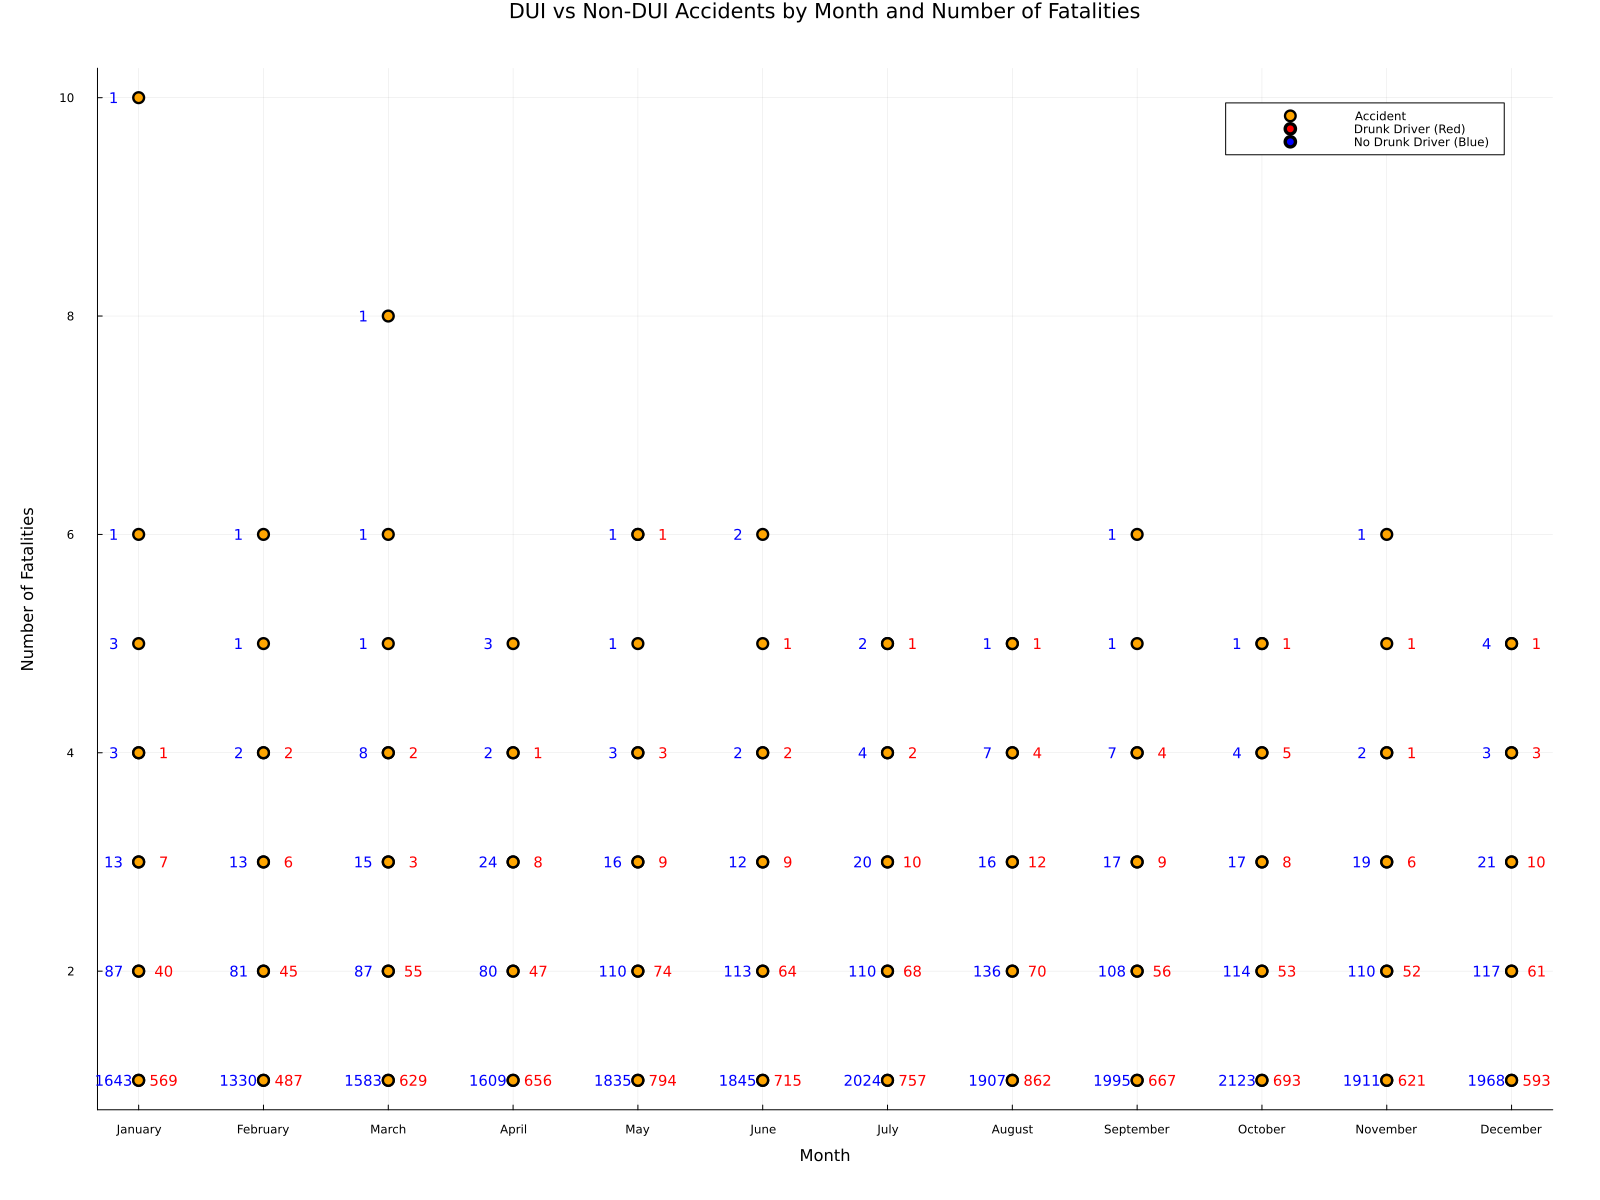 DUI vs Non-DUI Accidents by Month and Number of Fatalities
10 1
Accident
Drunk Driver (Red)
No Drunk Driver (Blue)
8 1
6 1 1 1 1 1 2 1 1
3 1 1 3 1 1 2 1 1 1 1 1 1 1 4 1
4 3 1 2 2 8 2 2 1 3 3 2 2 4 2 7 4 7 4 4 5 2 1 3 3
13 7 13 6 15 3 24 8 16 9 12 9 20 10 16 12 17 9 17 8 19 6 21 10
2 87 40 81 45 87 55 80 47 110 74 113 64 110 68 136 70 108 56 114 53 110 52 117 61
1643 569 1330 487 1583 629 1609 656 1835 794 1845 715 2024 757 1907 862 1995 667 2123 693 1911 621 1968 593
January February March April May June July August September October November December
Month
Number of Fatalities